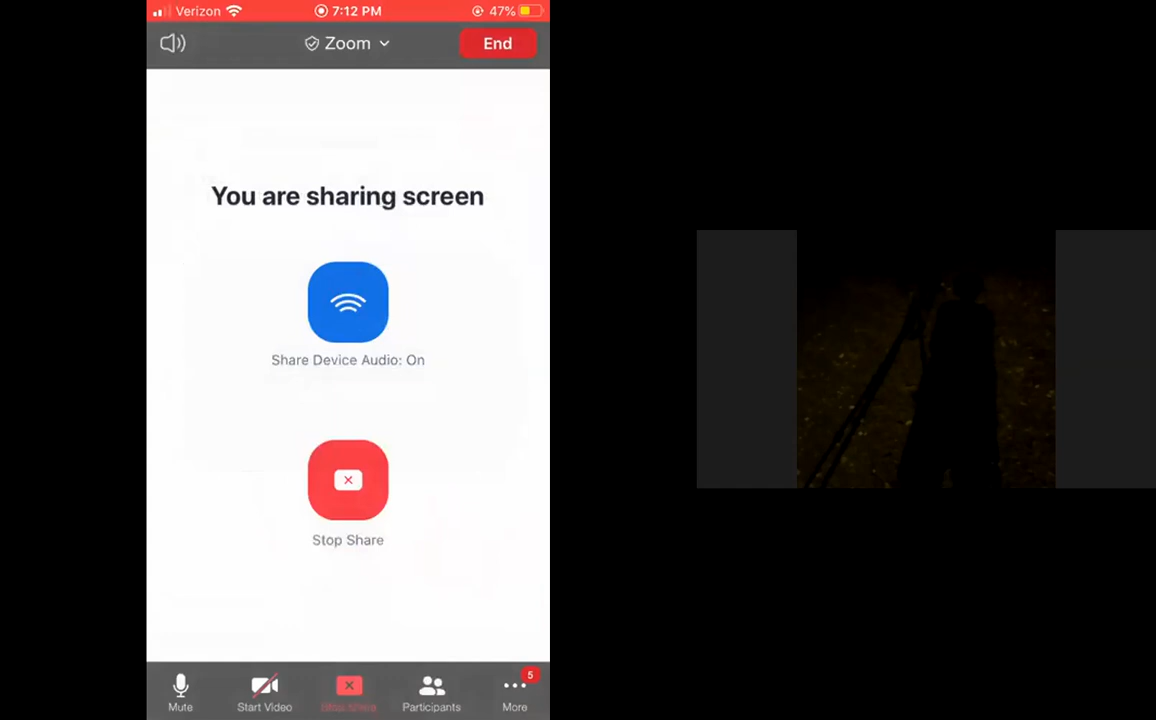 Verizon 7:12 PM 47%
Zoom End
You are sharing screen
Share Device Audio: On
Stop Share
5
Mute Start Video Participants More